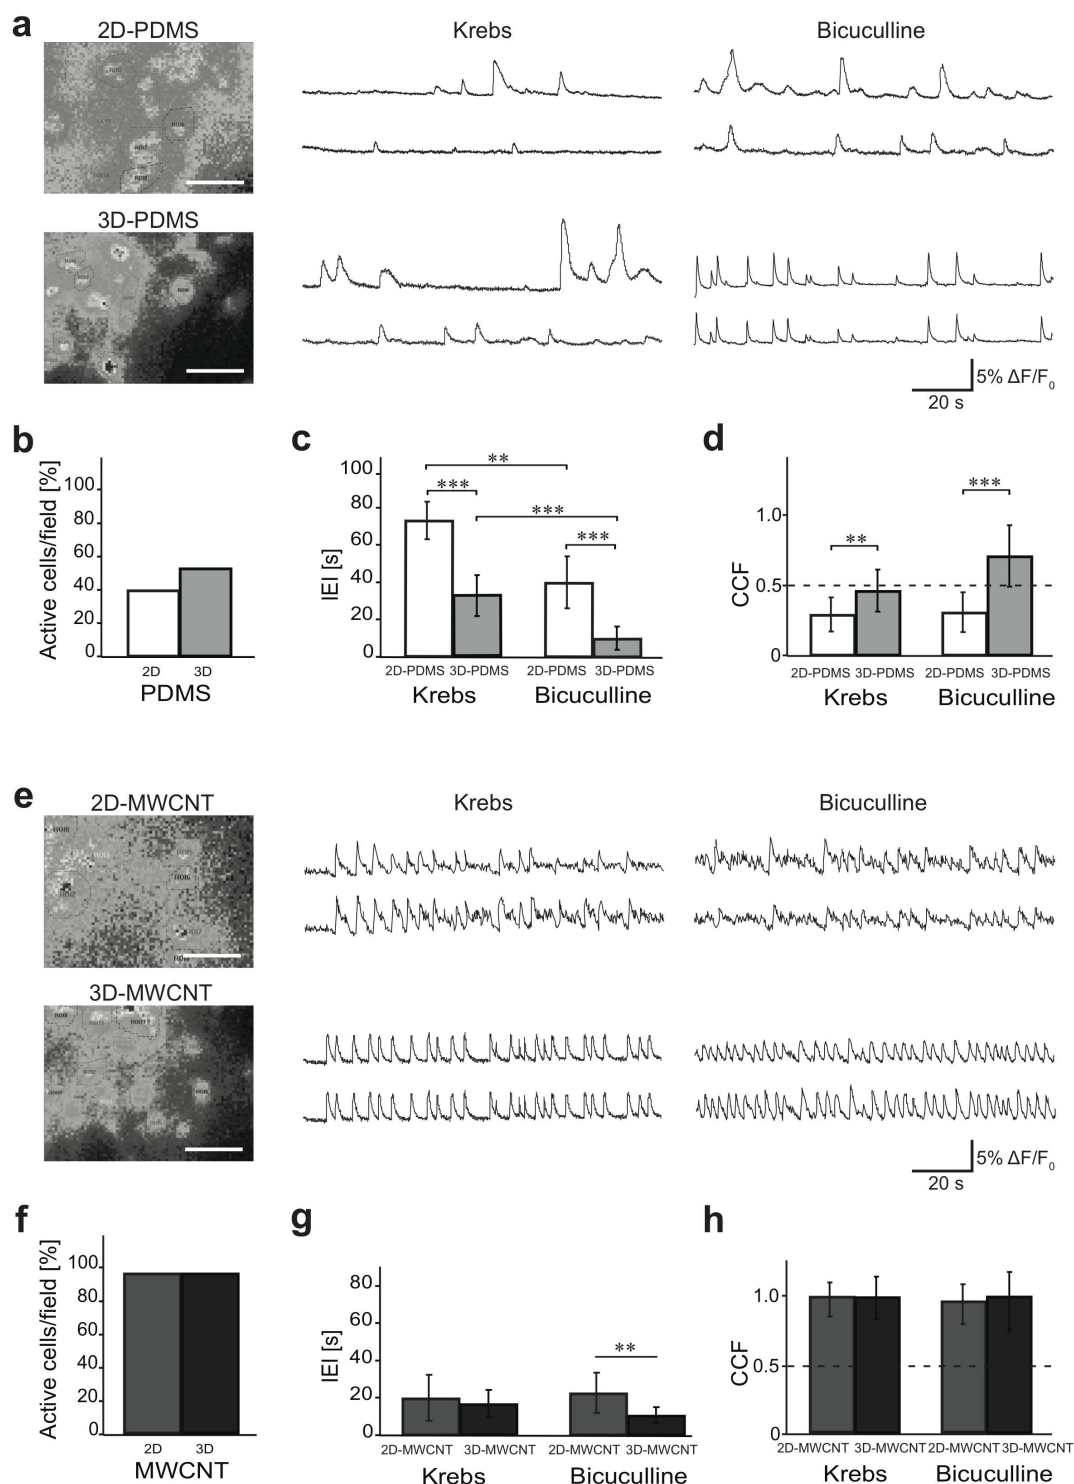 a
2D-PDMS
Krebs
Bicuculline
3D-PDMS
5% ΔF/F0
20 s
b
Active cells/field [%]
100
80
60
40
20
0
2D 3D
PDMS
c
IEI [s]
100
80
60
40
20
0
**
***
***
***
2D-PDMS 3D-PDMS 2D-PDMS 3D-PDMS
Krebs Bicuculline
d
CCF
1.0
0.5
0
**
***
2D-PDMS 3D-PDMS 2D-PDMS 3D-PDMS
Krebs Bicuculline
e
2D-MWCNT
Krebs
Bicuculline
3D-MWCNT
5% ΔF/F0
20 s
f
Active cells/field [%]
100
80
60
40
20
0
2D 3D
MWCNT
g
IEI [s]
80
60
40
20
0
**
2D-MWCNT 3D-MWCNT 2D-MWCNT 3D-MWCNT
Krebs Bicuculline
h
CCF
1.0
0.5
0
2D-MWCNT 3D-MWCNT 2D-MWCNT 3D-MWCNT
Krebs Bicuculline